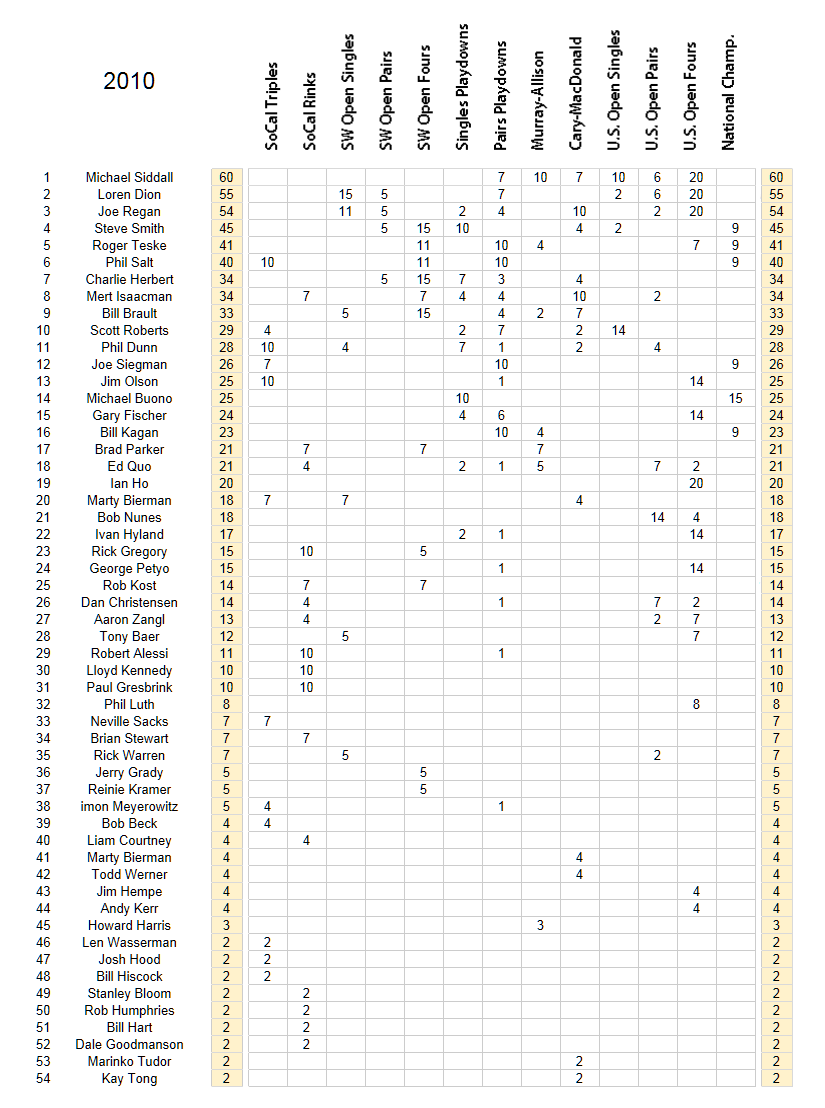 2010
SoCal Triples
SoCal Rinks
SW Open Singles
SW Open Pairs
SW Open Fours
Singles Playdowns
Pairs Playdowns
Murray-Allison
Cary-MacDonald
U.S. Open Singles
U.S. Open Pairs
U.S. Open Fours
National Champ.
1 Michael Siddall 60 7 10 7 10 6 20 60
2 Loren Dion 55 15 5 7 2 6 20 55
3 Joe Regan 54 11 5 2 4 10 2 20 54
4 Steve Smith 45 5 15 10 4 2 9 45
5 Roger Teske 41 11 10 4 7 9 41
6 Phil Salt 40 10 11 10 9 40
7 Charlie Herbert 34 5 15 7 3 4 34
8 Mert Isaacman 34 7 7 4 4 10 2 34
9 Bill Brault 33 5 15 4 2 7 33
10 Scott Roberts 29 4 2 7 2 14 29
11 Phil Dunn 28 10 4 7 1 2 4 28
12 Joe Siegman 26 7 10 9 26
13 Jim Olson 25 10 1 14 25
14 Michael Buono 25 10 15 25
15 Gary Fischer 24 4 6 14 24
16 Bill Kagan 23 10 4 9 23
17 Brad Parker 21 7 7 7 21
18 Ed Quo 21 4 2 1 5 7 2 21
19 Ian Ho 20 20 20
20 Marty Bierman 18 7 7 4 18
21 Bob Nunes 18 14 4 18
22 Ivan Hyland 17 2 1 14 17
23 Rick Gregory 15 10 5 15
24 George Petyo 15 1 14 15
25 Rob Kost 14 7 7 14
26 Dan Christensen 14 4 1 7 2 14
27 Aaron Zangl 13 4 2 7 13
28 Tony Baer 12 5 7 12
29 Robert Alessi 11 10 1 11
30 Lloyd Kennedy 10 10 10
31 Paul Gresbrink 10 10 10
32 Phil Luth 8 8 8
33 Neville Sacks 7 7 7
34 Brian Stewart 7 7 7
35 Rick Warren 7 5 2 7
36 Jerry Grady 5 5 5
37 Reinie Kramer 5 5 5
38 imon Meyerowitz 5 4 1 5
39 Bob Beck 4 4 4
40 Liam Courtney 4 4 4
41 Marty Bierman 4 4 4
42 Todd Werner 4 4 4
43 Jim Hempe 4 4 4
44 Andy Kerr 4 4 4
45 Howard Harris 3 3 3
46 Len Wasserman 2 2 2
47 Josh Hood 2 2 2
48 Bill Hiscock 2 2 2
49 Stanley Bloom 2 2 2
50 Rob Humphries 2 2 2
51 Bill Hart 2 2 2
52 Dale Goodmanson 2 2 2
53 Marinko Tudor 2 2 2
54 Kay Tong 2 2 2